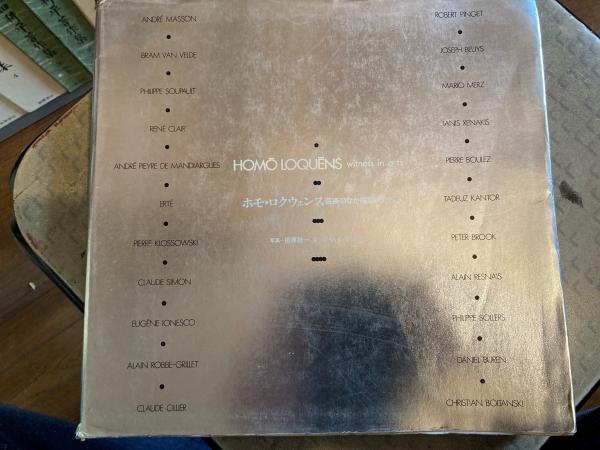 ANDRÉ MASSON
BRAM VAN VELDE
PHILIPPE SOUPAULT
RENÉ CLAIR
ANDRÉ PIEYRE DE MANDIARGUES
ERTÉ
PIERRE KLOSSOWSKI
CLAUDE SIMON
EUGÈNE IONESCO
ALAIN ROBBE-GRILLET
CLAUDE OLLIER
HOMŌ LOQUĒNS witness in arts
ホモ・ロクウェンス
写真
ROBERT PINGET
JOSEPH BEUYS
MARIO MERZ
IANIS XENAKIS
PIERRE BOULEZ
TADEUZ KANTOR
PETER BROOK
ALAIN RESNAIS
PHILIPPE SOLLERS
DANIEL BUREN
CHRISTIAN BOLTANSKI